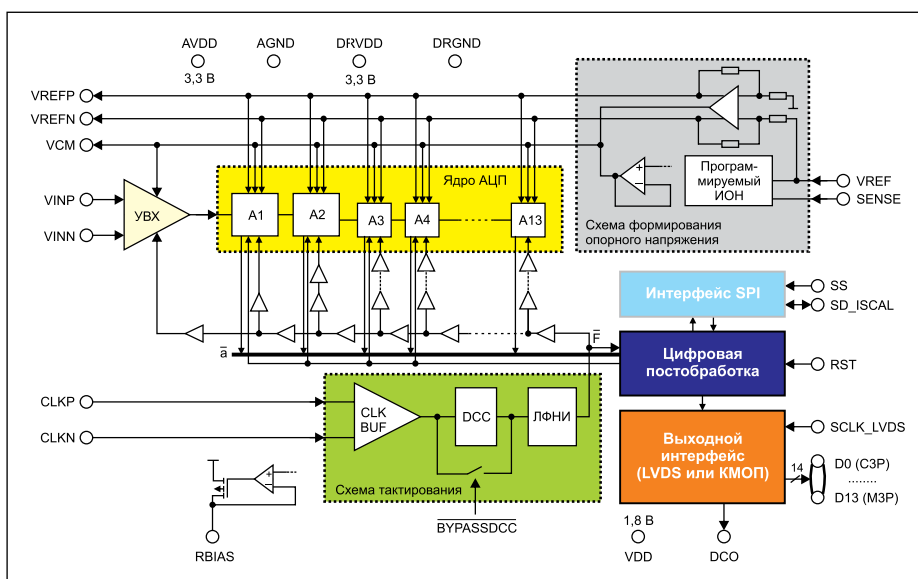 AVDD AGND DRVDD DRGND
3,3 В 3,3 В
VREFP
VREFN
VCM
VINP
VINN
УВХ
Ядро АЦП
A1 A2 A3 A4 A13
Програм-
мируемый
ИОН
Схема формирования
опорного напряжения
VREF
SENSE
Интерфейс SPI
SS
SD_ISCAL
a
F
Цифровая
постобработка
RST
CLKP
CLKN
CLK
BUF
DCC
ЛФНИ
Схема тактирования
BYPASSDCC
Выходной
интерфейс
(LVDS или КМОП)
SCLK_LVDS
14
D0 (СЗР)
........
D13 (МЗР)
RBIAS
1,8 В
VDD
DCO